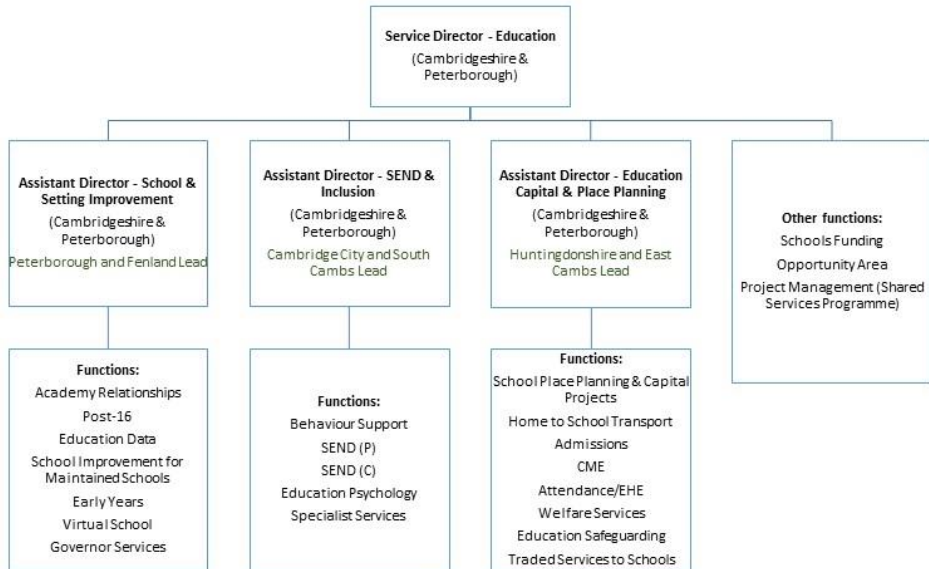 Service Director - Education
(Cambridgeshire &
Peterborough)
Assistant Director - School &
Setting Improvement
(Cambridgeshire &
Peterborough)
Peterborough and Fenland Lead
Assistant Director - SEND &
Inclusion
(Cambridgeshire &
Peterborough)
Cambridge City and South
Cambs Lead
Assistant Director - Education
Capital & Place Planning
(Cambridgeshire &
Peterborough)
Huntingdonshire and East
Cambs Lead
Other functions:
Schools Funding
Opportunity Area
Project Management (Shared
Services Programme)
Functions:
Academy Relationships
Post-16
Education Data
School Improvement for
Maintained Schools
Early Years
Virtual School
Governor Services
Functions:
Behaviour Support
SEND (P)
SEND (C)
Education Psychology
Specialist Services
Functions:
School Place Planning & Capital
Projects
Home to School Transport
Admissions
CME
Attendance/EHE
Welfare Services
Education Safeguarding
Traded Services to Schools